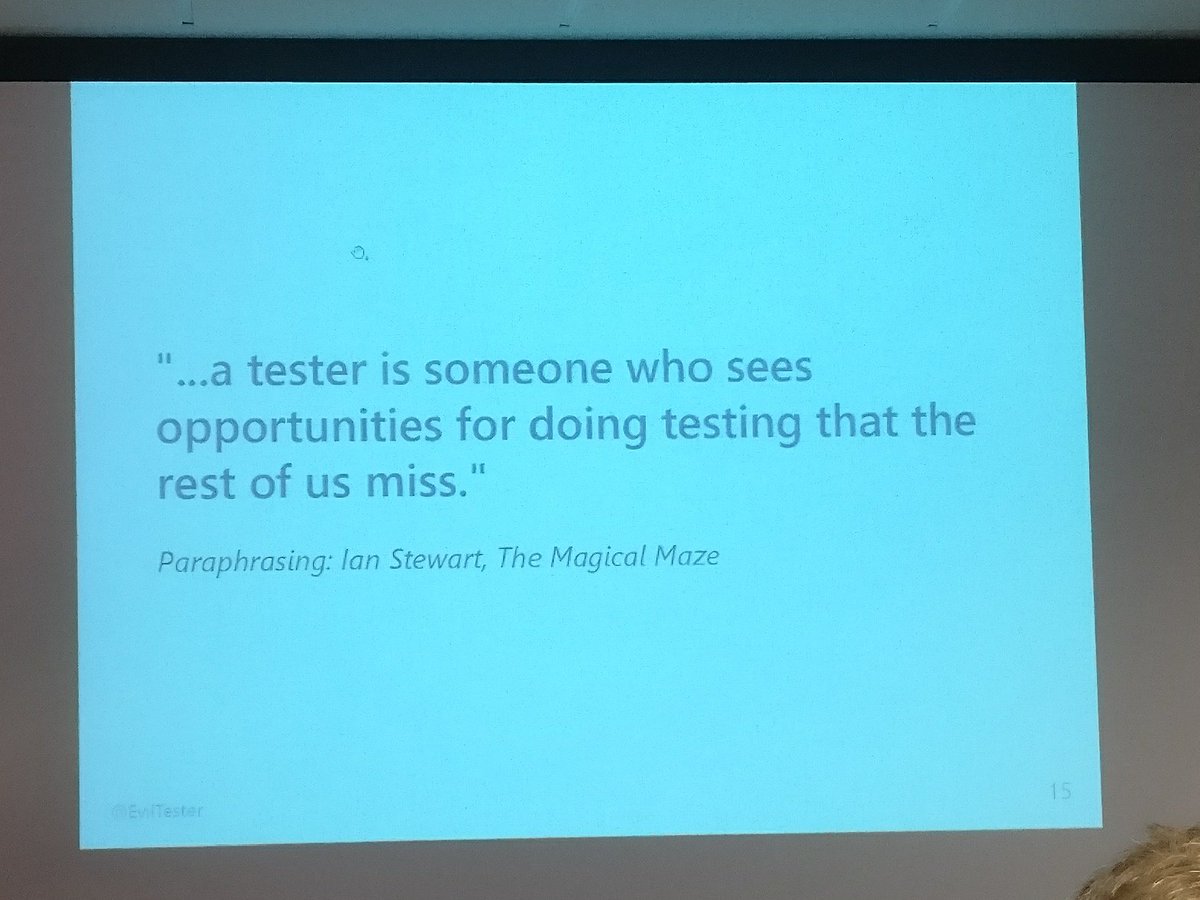 "...a tester is someone who sees
opportunities for doing testing that the
rest of us miss."
Paraphrasing: Ian Stewart, The Magical Maze
@EvilTester
15